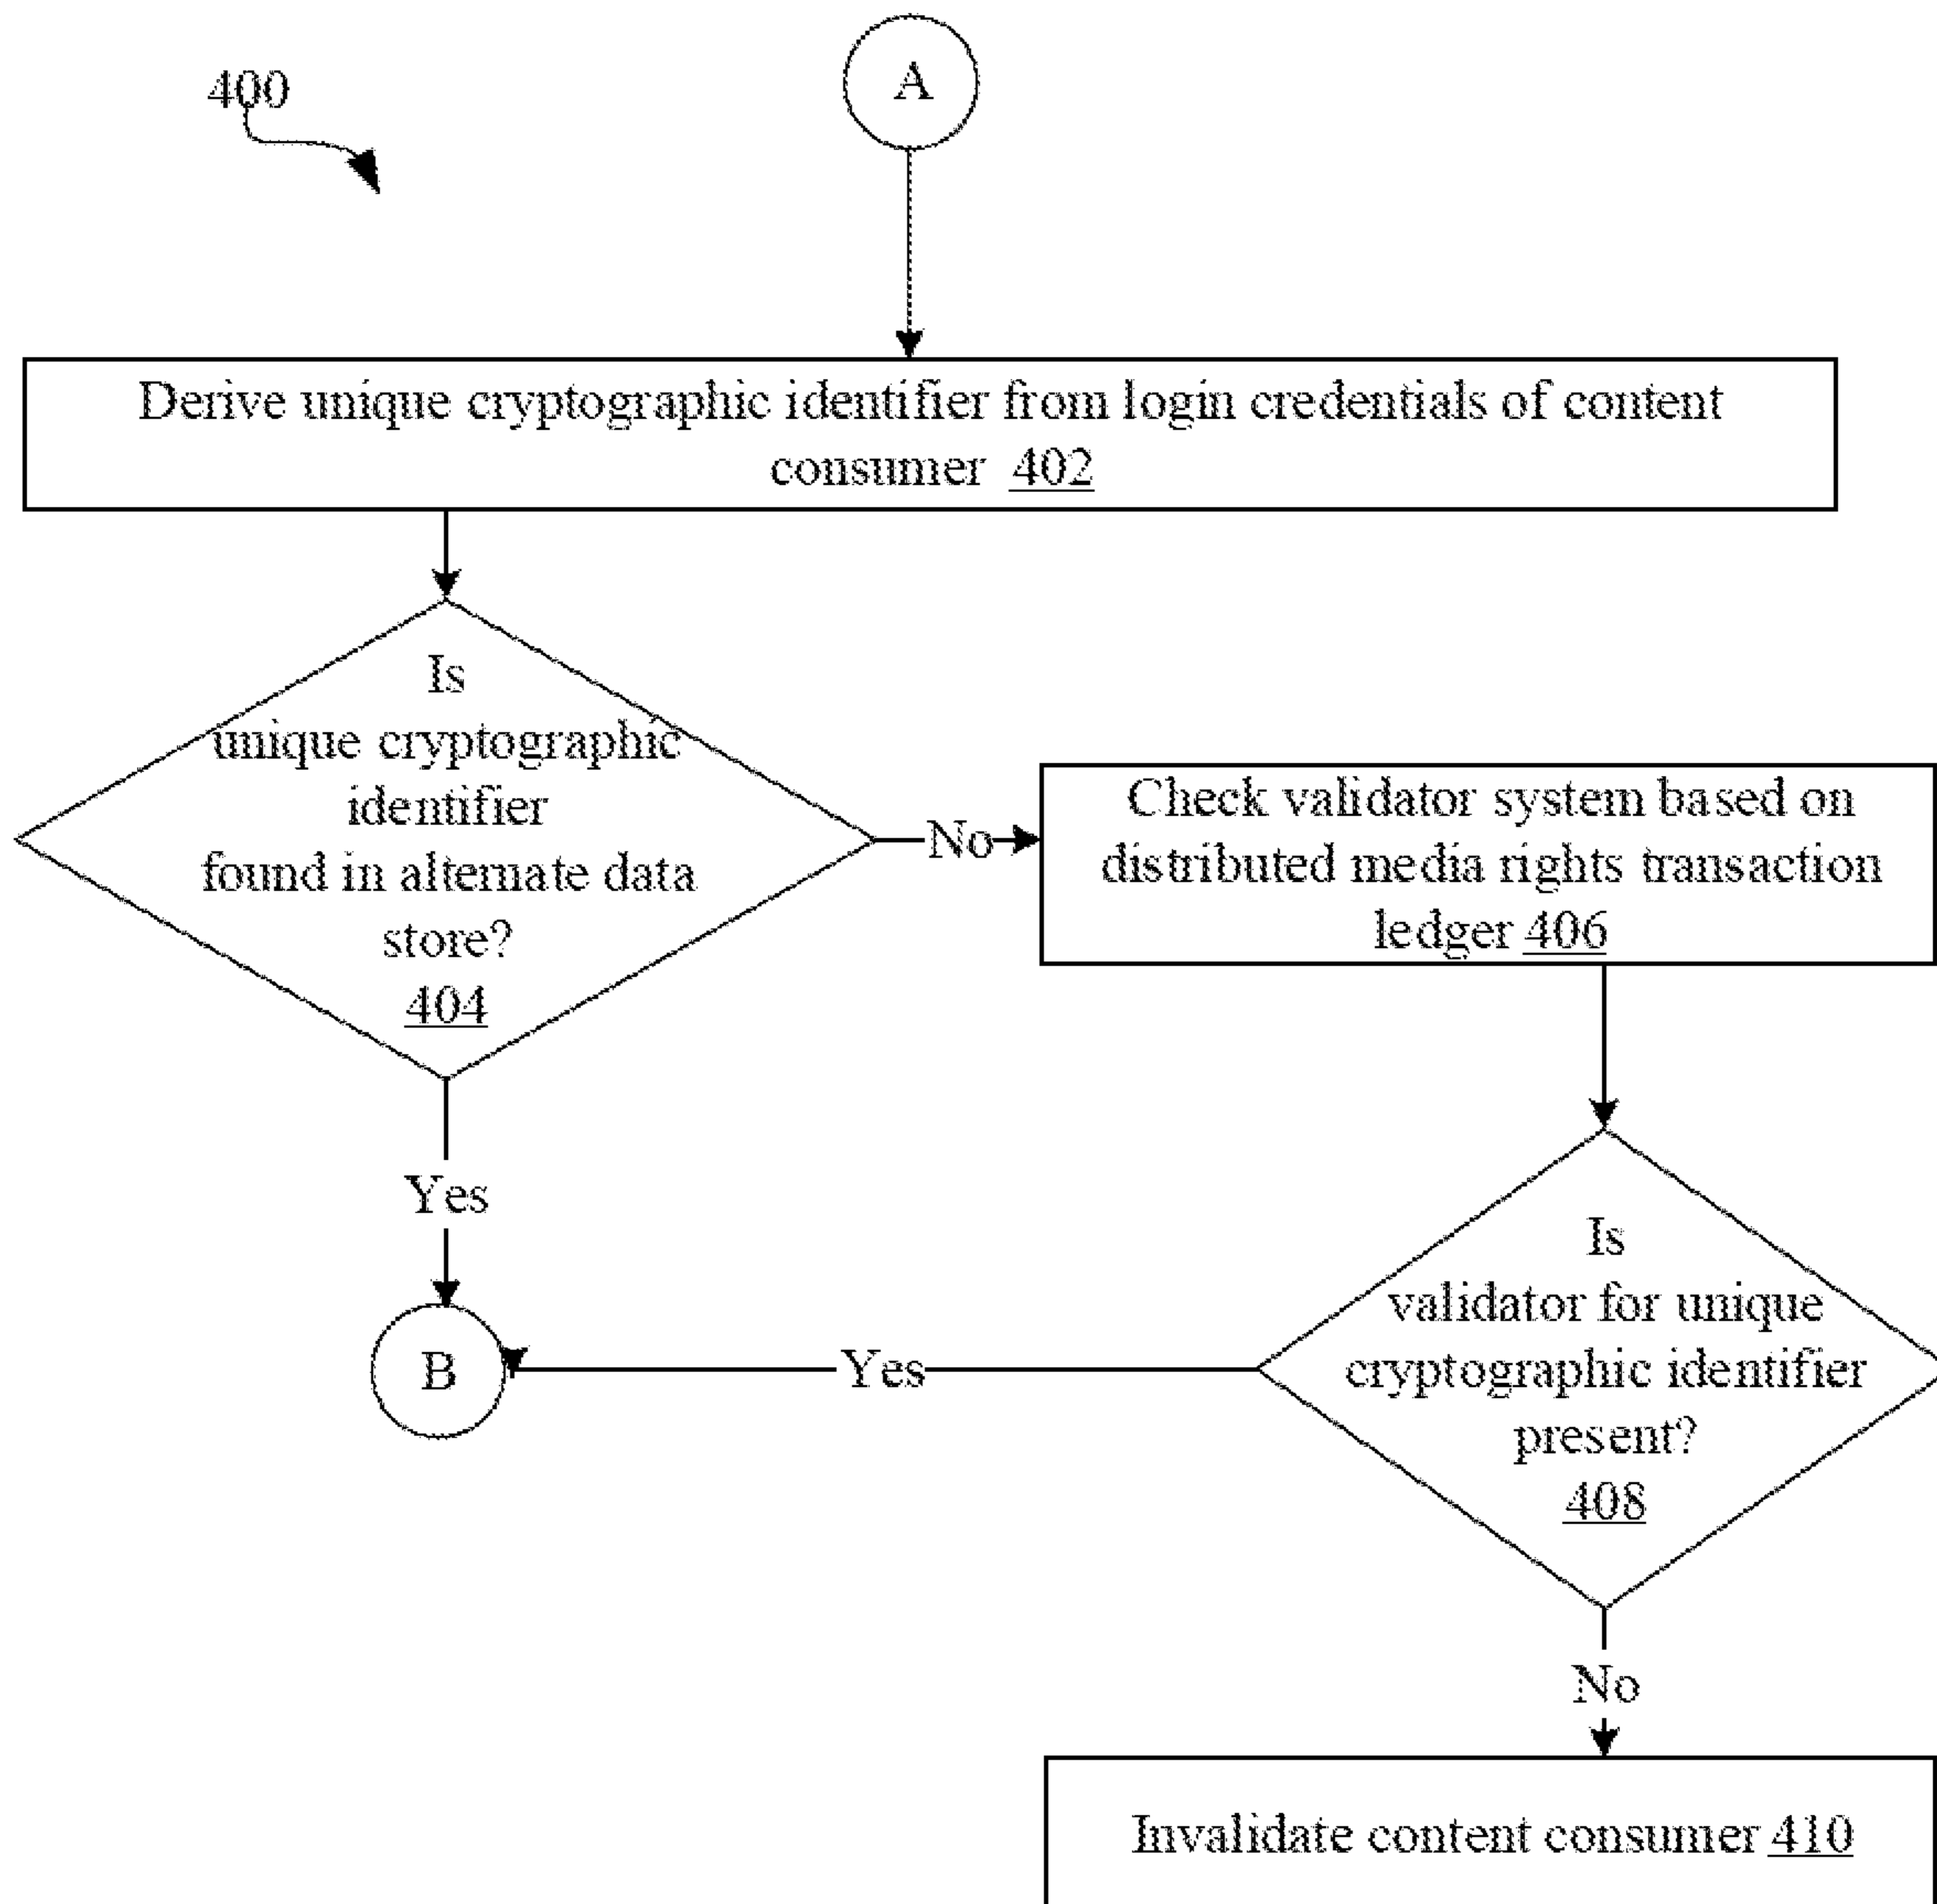 400
A
Derive unique cryptographic identifier from login credentials of content
consumer 402
Is
unique cryptographic
identifier
found in alternate data
store?
404
No
Check validator system based on
distributed media rights transaction
ledger 406
Yes
Is
validator for unique
cryptographic identifier
present?
408
B
Yes
No
Invalidate content consumer 410